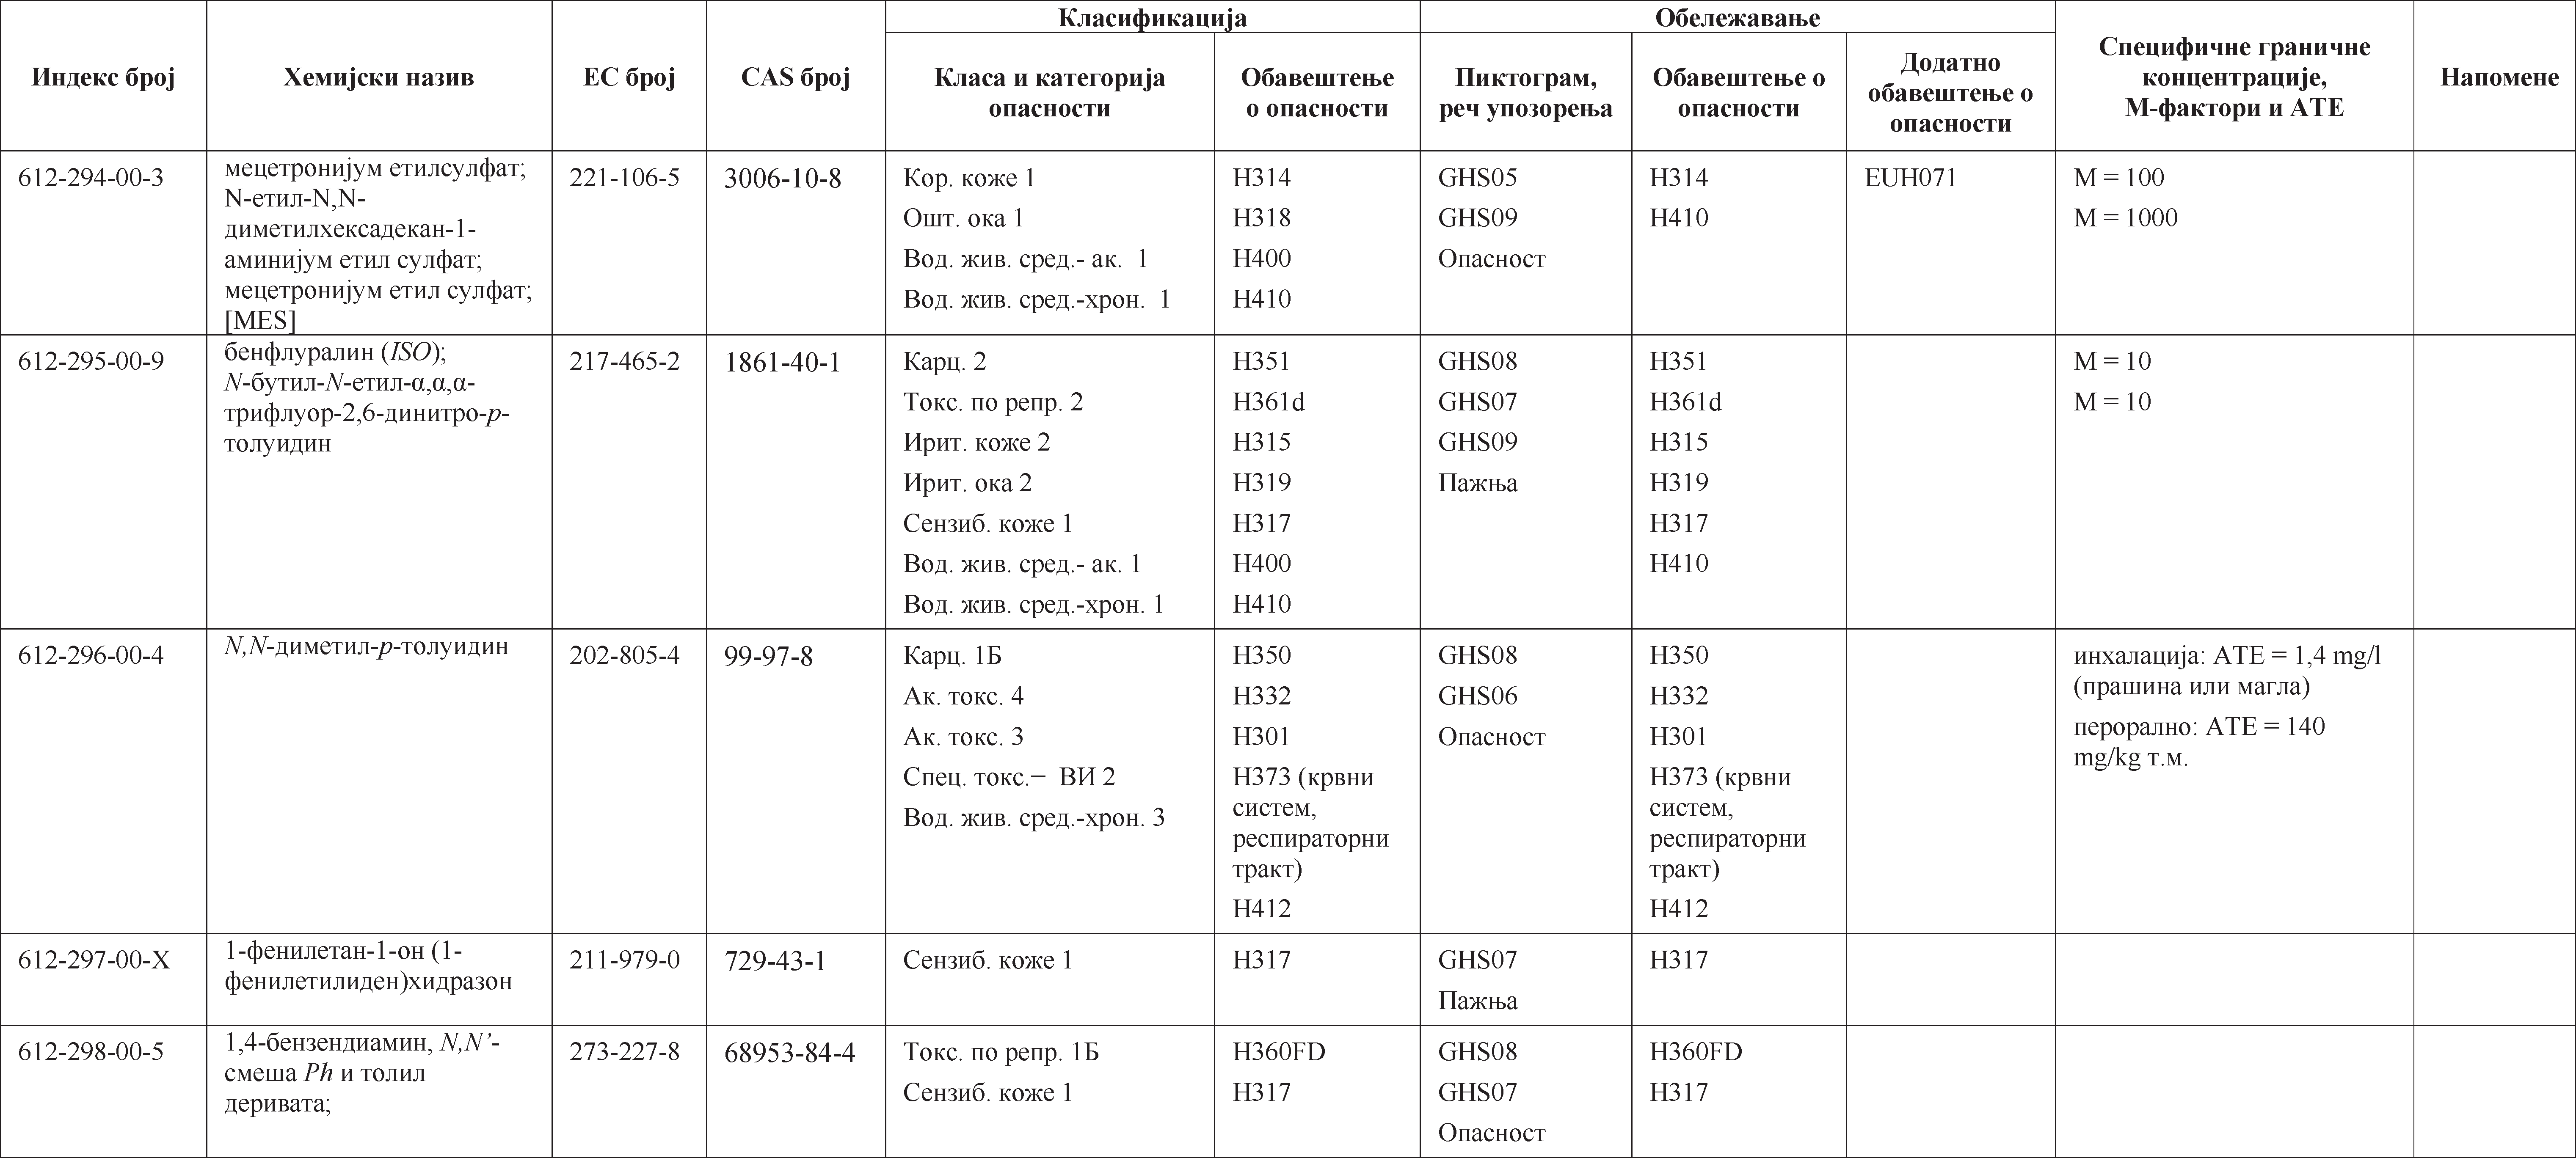 Класификација
Обележавање
Индекс број
Хемијски назив
ЕС број
CAS број
Класа и категорија
опасности
Обавештење
о опасности
Пиктограм,
реч упозорења
Обавештење о
опасности
Додатно
обавештење о
опасности
Специфичне граничне
концентрације,
М-фактори и АТЕ
Напомене
612-294-00-3
мецетронијум етилсулфат;
N-етил-N,N-
диметилхексадекан-1-
аминијум етил сулфат;
мецетронијум етил сулфат;
[MES]
221-106-5
3006-10-8
Кор. коже 1
Ошт. ока 1
Вод. жив. сред.- ак.  1
Вод. жив. сред.-хрон.  1
H314
H318
H400
H410
GHS05
GHS09
Опасност
H314
H410
EUH071
M = 100
M = 1000
612-295-00-9
бенфлуралин (ISO);
N-бутил-N-етил-α,α,α-
трифлуор-2,6-динитро-p-
толуидин
217-465-2
1861-40-1
Карц. 2
Токс. по репр. 2
Ирит. коже 2
Ирит. ока 2
Сензиб. коже 1
Вод. жив. сред.- ак. 1
Вод. жив. сред.-хрон. 1
H351
H361d
H315
H319
H317
H400
H410
GHS08
GHS07
GHS09
Пажња
H351
H361d
H315
H319
H317
H410
M = 10
M = 10
612-296-00-4
N,N-диметил-p-толуидин
202-805-4
99-97-8
Карц. 1Б
Ак. токс. 4
Ак. токс. 3
Спец. токс.−  ВИ 2
Вод. жив. сред.-хрон. 3
H350
H332
H301
H373 (крвни
систем,
респираторни
тракт)
H412
GHS08
GHS06
Опасност
H350
H332
H301
H373 (крвни
систем,
респираторни
тракт)
H412
инхалација: ATE = 1,4 mg/l
(прашина или магла)
перорално: ATE = 140
mg/kg т.м.
612-297-00-X
1-фенилетан-1-он (1-
фенилетилиден)хидразон
211-979-0
729-43-1
Сензиб. коже 1
H317
GHS07
Пажња
H317
612-298-00-5
1,4-бензендиамин, N,N’-
смеша Ph и толил
деривата;
273-227-8
68953-84-4
Токс. по репр. 1Б
Сензиб. коже 1
H360FD
H317
GHS08
GHS07
Опасност
H360FD
H317